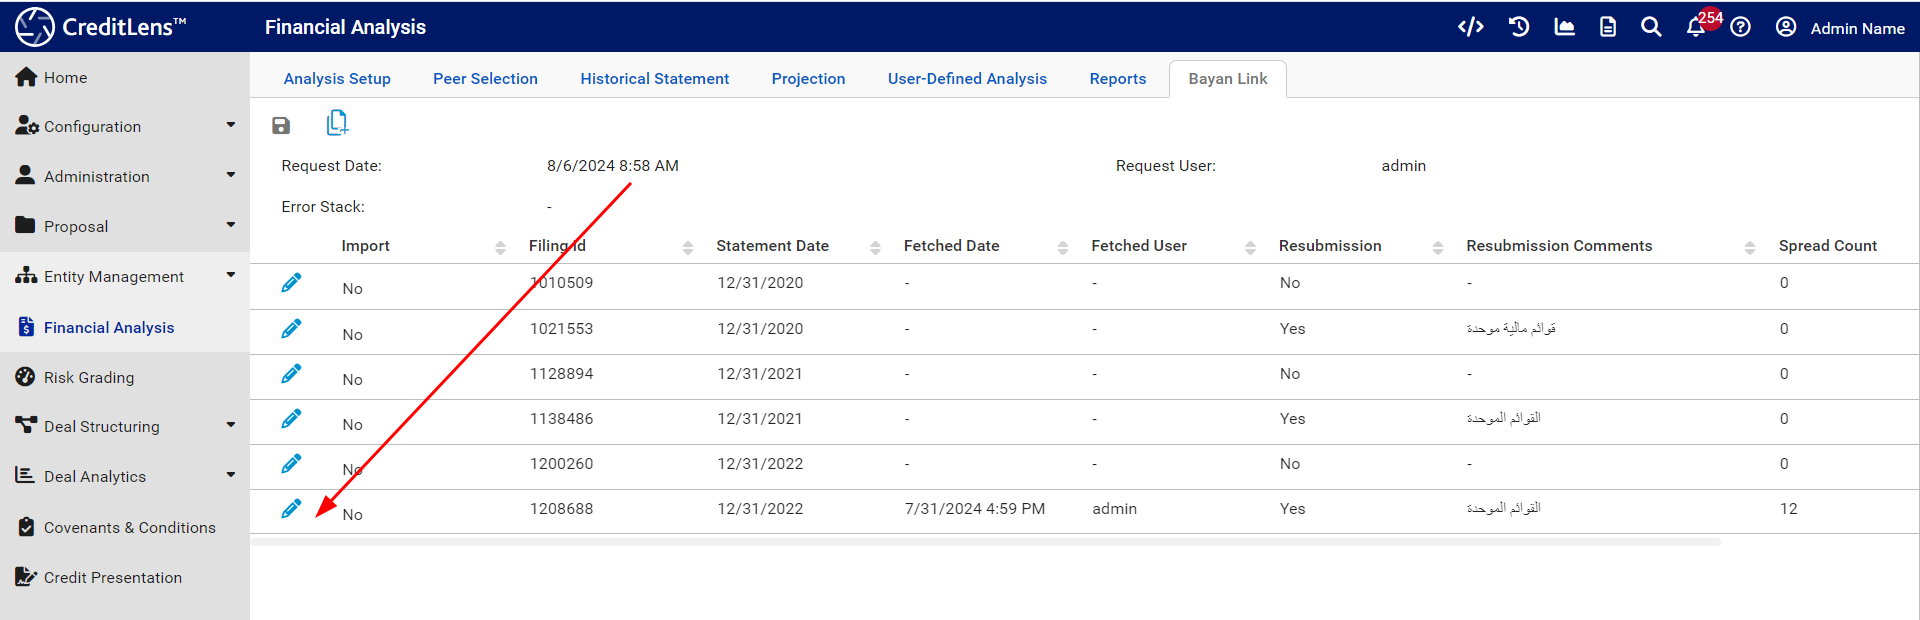 CreditLens™ Financial Analysis 254 Admin Name
Home
Configuration
Administration
Proposal
Entity Management
Financial Analysis
Risk Grading
Deal Structuring
Deal Analytics
Covenants & Conditions
Credit Presentation
Analysis Setup Peer Selection Historical Statement Projection User-Defined Analysis Reports Bayan Link
Request Date: 8/6/2024 8:58 AM Request User: admin
Error Stack: -
Import Filing Id Statement Date Fetched Date Fetched User Resubmission Resubmission Comments Spread Count
No 1010509 12/31/2020 - - No - 0
No 1021553 12/31/2020 - - Yes قوائم مالية موحدة 0
No 1128894 12/31/2021 - - No - 0
No 1138486 12/31/2021 - - Yes القوائم الموحدة 0
No 1200260 12/31/2022 - - No - 0
No 1208688 12/31/2022 7/31/2024 4:59 PM admin Yes القوائم الموحدة 12